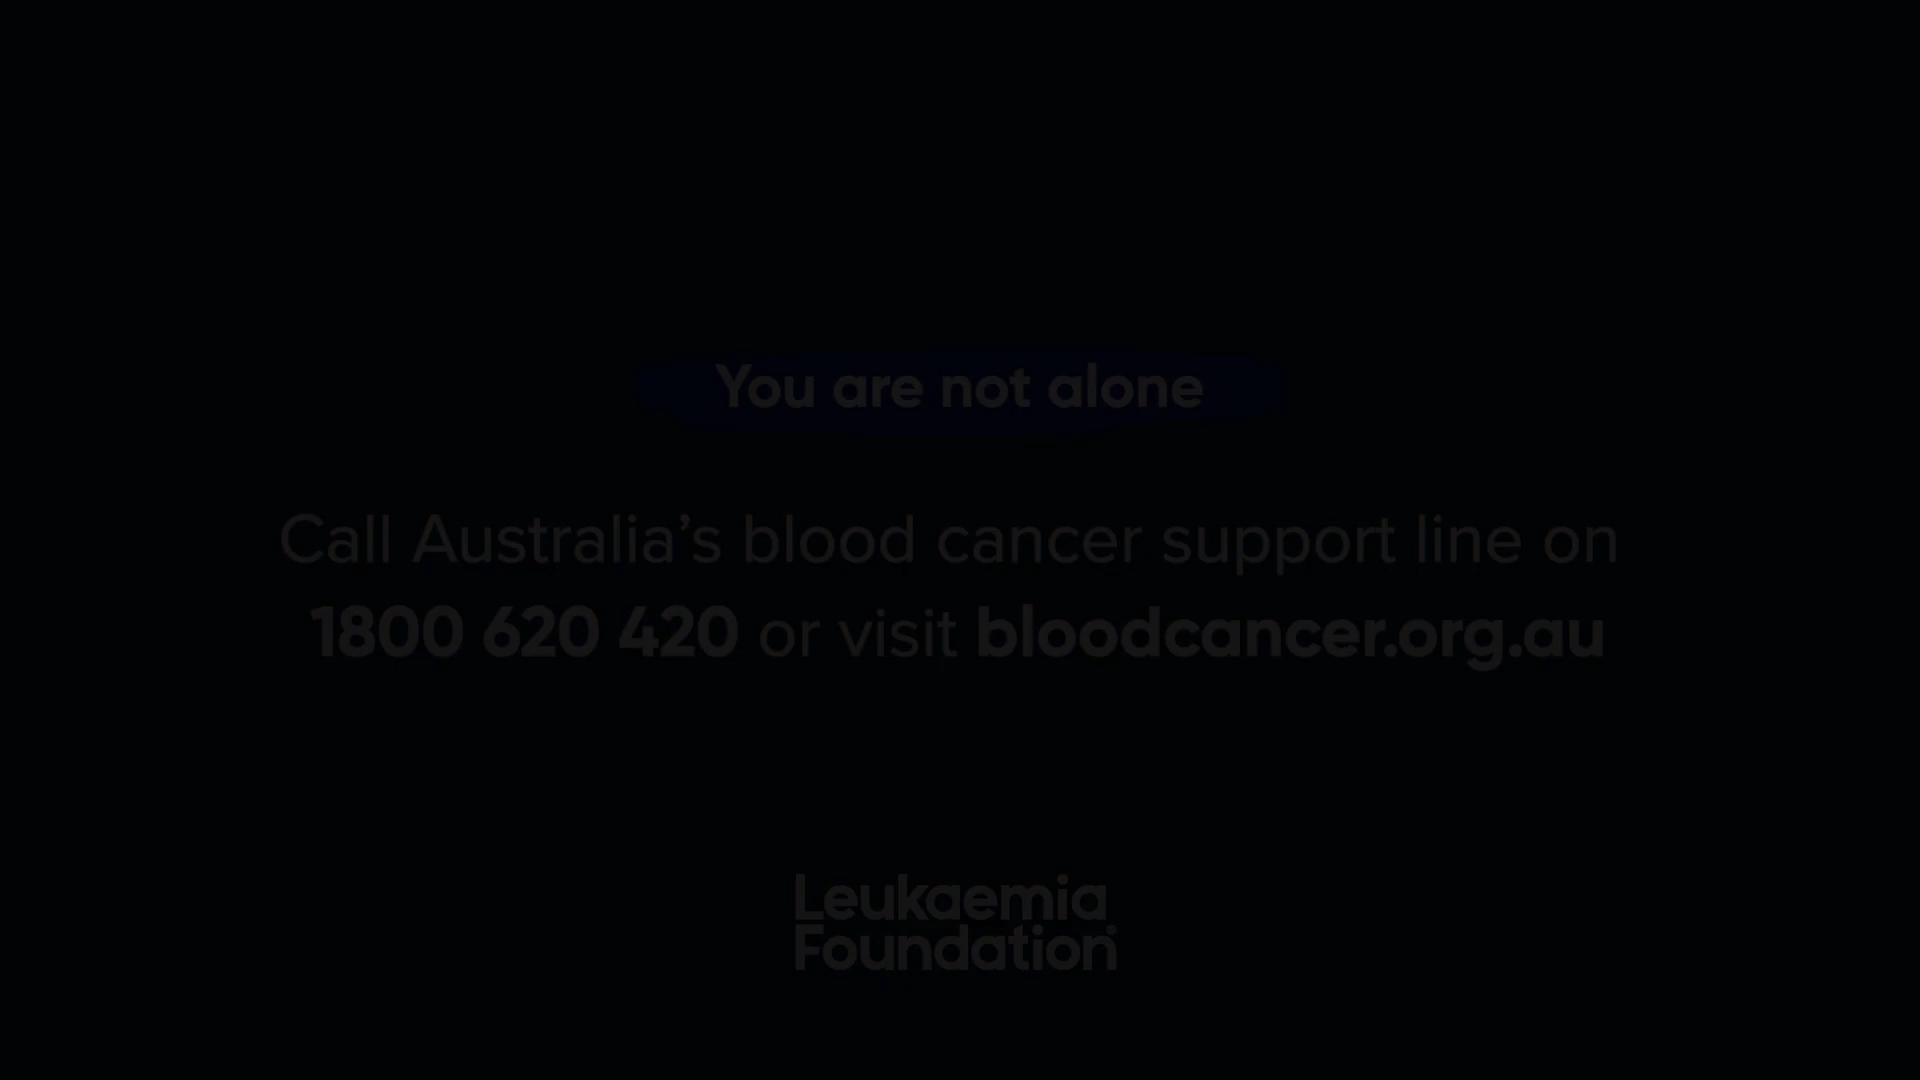 You are not alone
Call Australia’s blood cancer support line on
1800 620 420 or visit bloodcancer.org.au
Leukaemia
Foundation